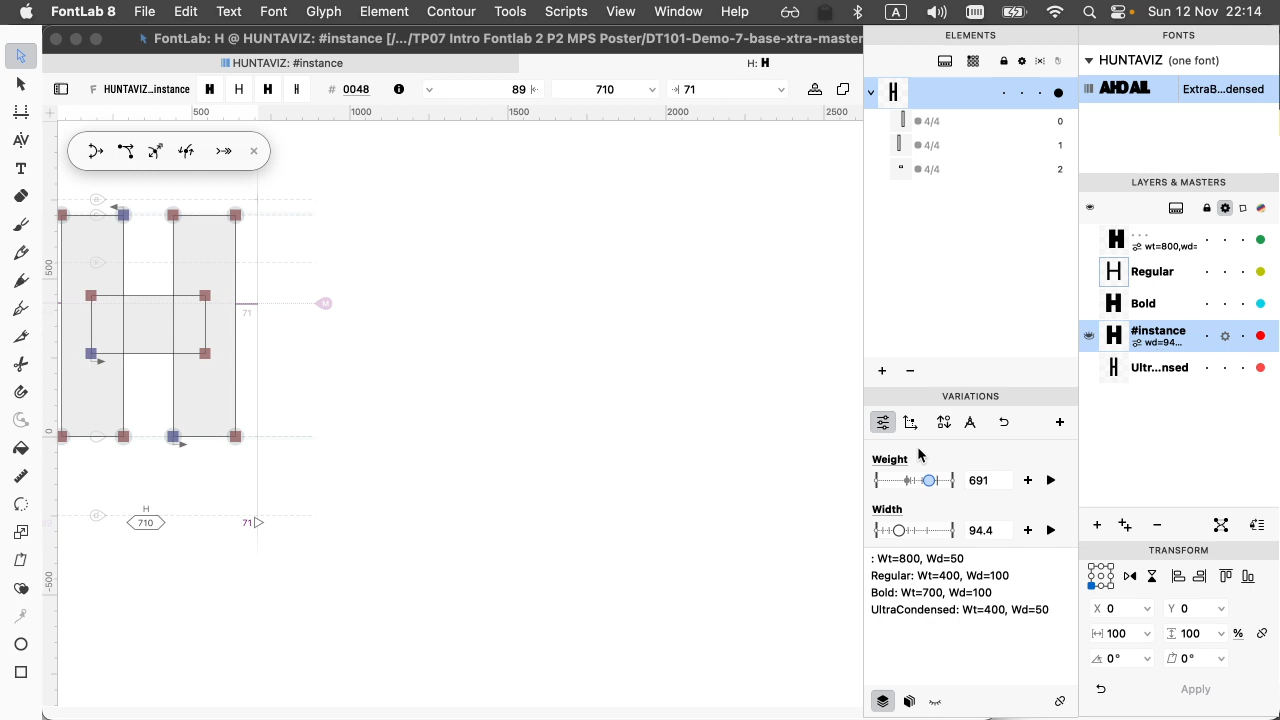 FontLab 8 File Edit Text Font Glyph Element Contour Tools Scripts View Window Help A Sun 12 Nov 22:14
FontLab: H @ HUNTAVIZ: #instance [/.../TP07 Intro Fontlab 2 P2 MPS Poster/DT101-Demo-7-base-xtra-master
HUNTAVIZ: #instance
H: H
F HUNTAVIZ...instance H H H H # 0048 89 710 71
500 1000 1500 2000 2500
500
0
-500
M
71
H
710
71
ELEMENTS
H
4/4 0
4/4 1
4/4 2
VARIATIONS
Weight
691
Width
94.4
: Wt=800, Wd=50
Regular: Wt=400, Wd=100
Bold: Wt=700, Wd=100
UltraCondensed: Wt=400, Wd=50
FONTS
HUNTAVIZ (one font)
ExtraB...densed
LAYERS & MASTERS
H ...
wt=800,wd=
H Regular
H Bold
H #instance
wd=94...
H Ultr...nsed
TRANSFORM
X 0 Y 0
100 100 %
0° 0°
Apply